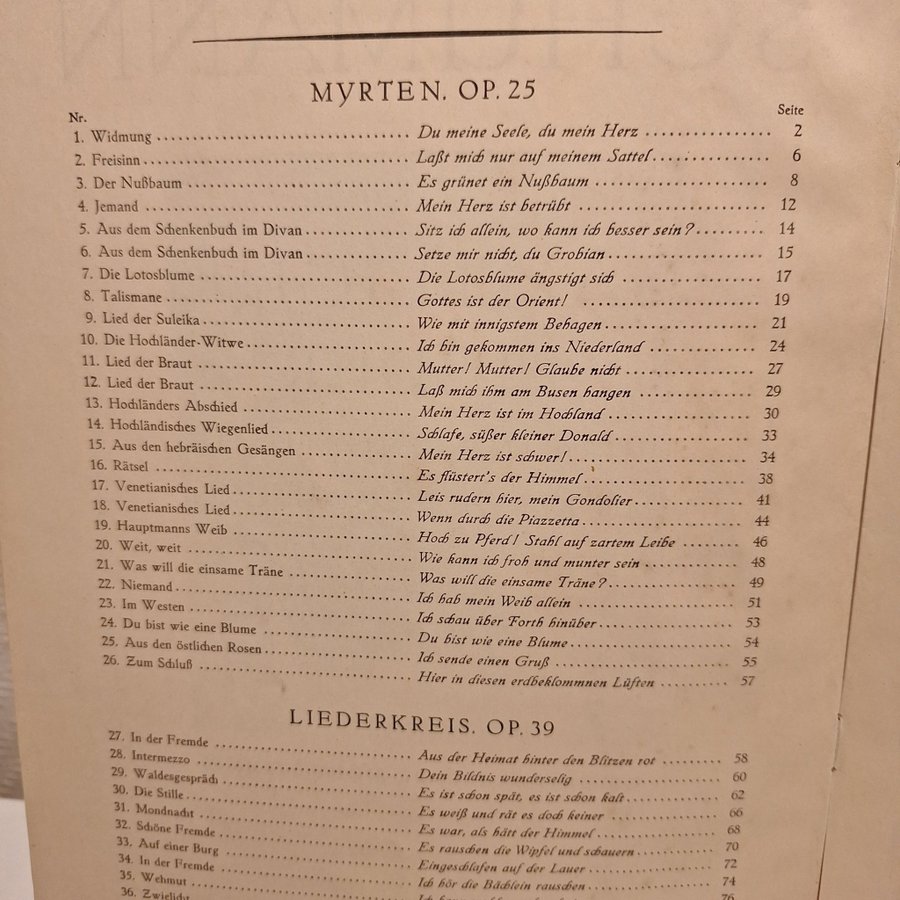 MYRTEN. OP. 25
Nr. Seite
1. Widmung Du meine Seele, du mein Herz 2
2. Freisinn Laßt mich nur auf meinem Sattel 6
3. Der Nußbaum Es grünet ein Nußbaum 8
4. Jemand Mein Herz ist betrübt 12
5. Aus dem Schenkenbuch im Divan Sitz ich allein, wo kann ich besser sein? 14
6. Aus dem Schenkenbuch im Divan Setze mir nicht, du Grobian 15
7. Die Lotosblume Die Lotosblume ängstigt sich 17
8. Talismane Gottes ist der Orient! 19
9. Lied der Suleika Wie mit innigstem Behagen 21
10. Die Hochländer-Witwe Ich bin gekommen ins Niederland 24
11. Lied der Braut Mutter! Mutter! Glaube nicht 27
12. Lied der Braut Laß mich ihm am Busen hangen 29
13. Hochländers Abschied Mein Herz ist im Hochland 30
14. Hochländisches Wiegenlied Schlafe, süßer kleiner Donald 33
15. Aus den hebräischen Gesängen Mein Herz ist schwer! 34
16. Rätsel Es flüstert's der Himmel 38
17. Venetianisches Lied Leis rudern hier, mein Gondolier 41
18. Venetianisches Lied Wenn durch die Piazzetta 44
19. Hauptmanns Weib Hoch zu Pferd! Stahl auf zartem Leibe 46
20. Weit, weit Wie kann ich froh und munter sein 48
21. Was will die einsame Träne Was will die einsame Träne? 49
22. Niemand Ich hab mein Weib allein 51
23. Im Westen Ich schau über Forth hinüber 53
24. Du bist wie eine Blume Du bist wie eine Blume 54
25. Aus den östlichen Rosen Ich sende einen Gruß 55
26. Zum Schluß Hier in diesen erdbeklommnen Lüften 57
LIEDERKREIS. OP. 39
27. In der Fremde Aus der Heimat hinter den Blitzen rot 58
28. Intermezzo Dein Bildnis wunderselig 60
29. Waldesgespräch Es ist schon spät, es ist schon kalt 62
30. Die Stille Es weiß und rät es doch keiner 66
31. Mondnacht Es war, als hätt der Himmel 68
32. Schöne Fremde Es rauschen die Wipfel und schauern 70
33. Auf einer Burg Eingeschlafen auf der Lauer 72
34. In der Fremde Ich hör die Bächlein rauschen 74
35. Wehmut 76
36. Zwielicht